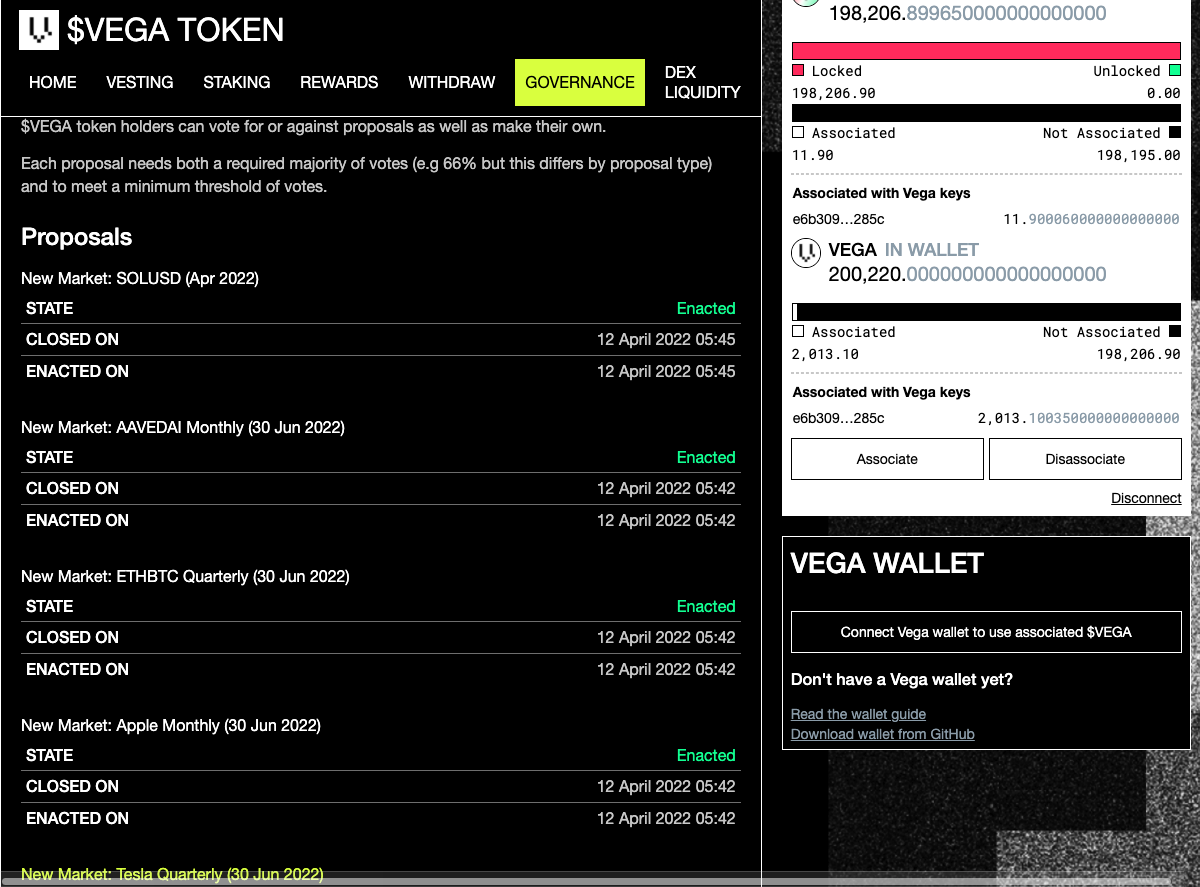 $VEGA TOKEN
HOME
VESTING
STAKING
REWARDS
WITHDRAW
GOVERNANCE
DEX
LIQUIDITY
$VEGA token holders can vote for or against proposals as well as make their own.
Each proposal needs both a required majority of votes (e.g 66% but this differs by proposal type)
and to meet a minimum threshold of votes.
Proposals
New Market: SOLUSD (Apr 2022)
STATE Enacted
CLOSED ON 12 April 2022 05:45
ENACTED ON 12 April 2022 05:45
New Market: AAVEDAI Monthly (30 Jun 2022)
STATE Enacted
CLOSED ON 12 April 2022 05:42
ENACTED ON 12 April 2022 05:42
New Market: ETHBTC Quarterly (30 Jun 2022)
STATE Enacted
CLOSED ON 12 April 2022 05:42
ENACTED ON 12 April 2022 05:42
New Market: Apple Monthly (30 Jun 2022)
STATE Enacted
CLOSED ON 12 April 2022 05:42
ENACTED ON 12 April 2022 05:42
New Market: Tesla Quarterly (30 Jun 2022)
198,206.899650000000000000
Locked Unlocked
198,206.90 0.00
Associated Not Associated
11.90 198,195.00
Associated with Vega keys
e6b309…285c 11.900060000000000000
VEGA IN WALLET
200,220.000000000000000000
Associated Not Associated
2,013.10 198,206.90
Associated with Vega keys
e6b309…285c 2,013.100350000000000000
Associate Disassociate
Disconnect
VEGA WALLET
Connect Vega wallet to use associated $VEGA
Don't have a Vega wallet yet?
Read the wallet guide
Download wallet from GitHub